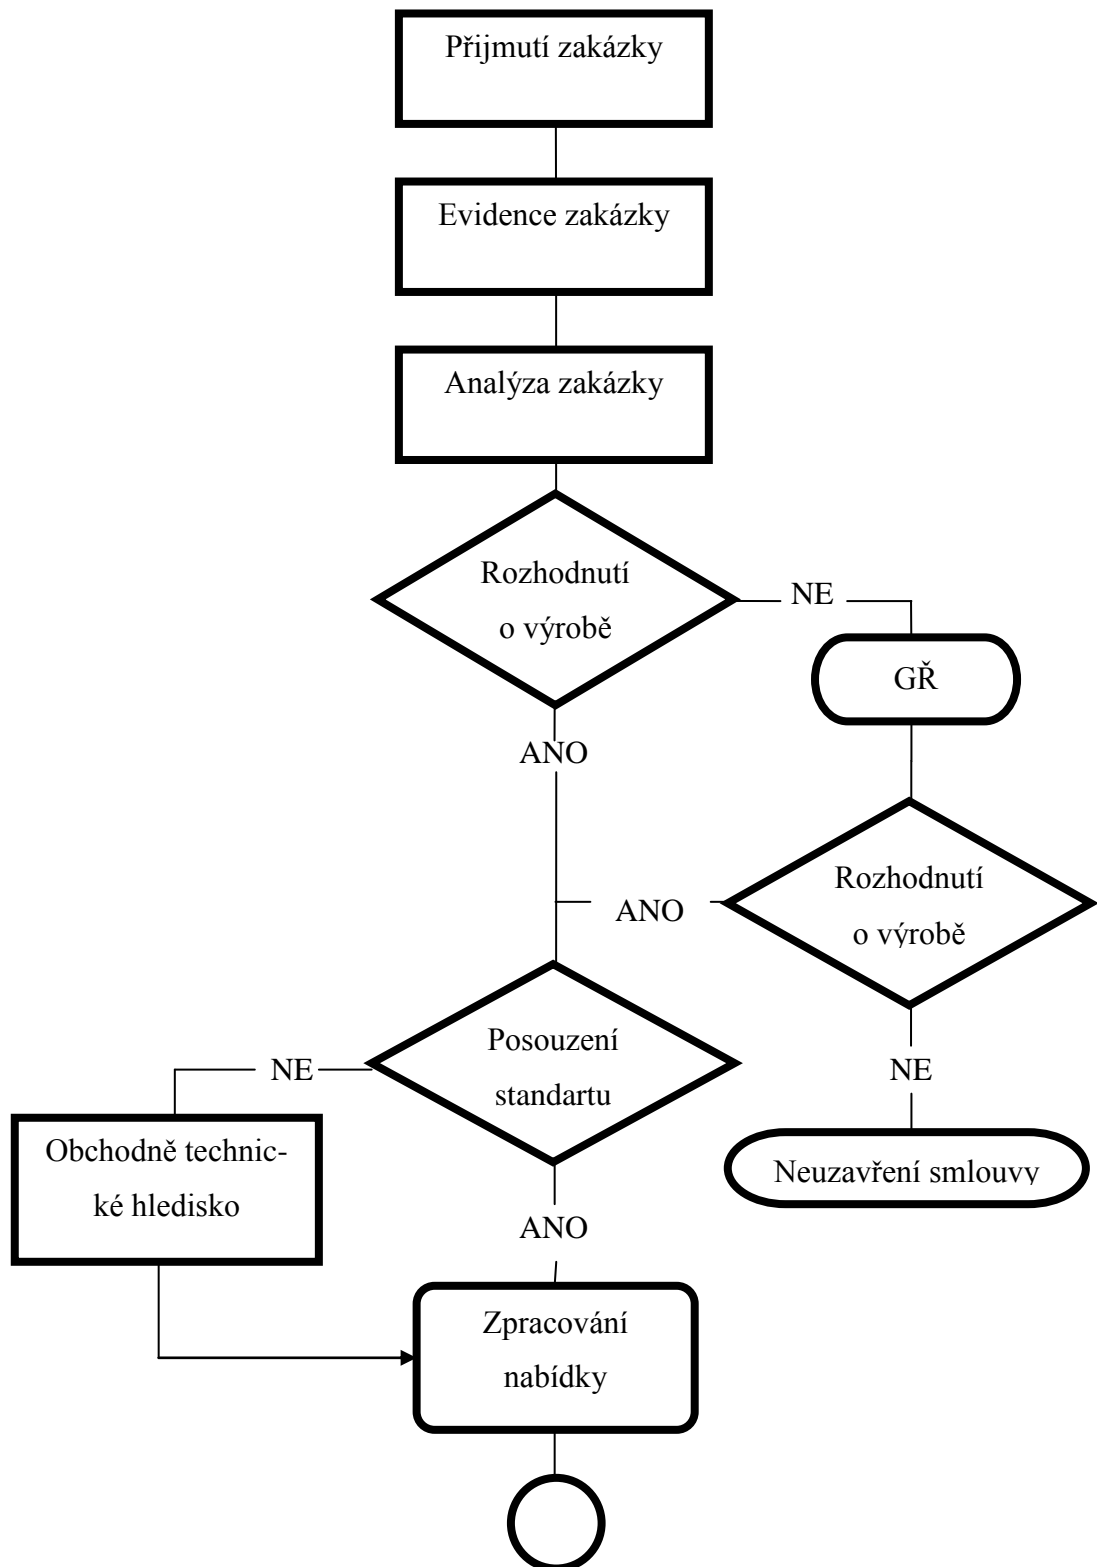 Přijmutí zakázky
Evidence zakázky
Analýza zakázky
Rozhodnutí
o výrobě
NE
GŘ
ANO
Rozhodnutí
o výrobě
ANO
NE
Posouzení
standartu
NE
Obchodně technic-
ké hledisko
Neuzavření smlouvy
ANO
Zpracování
nabídky